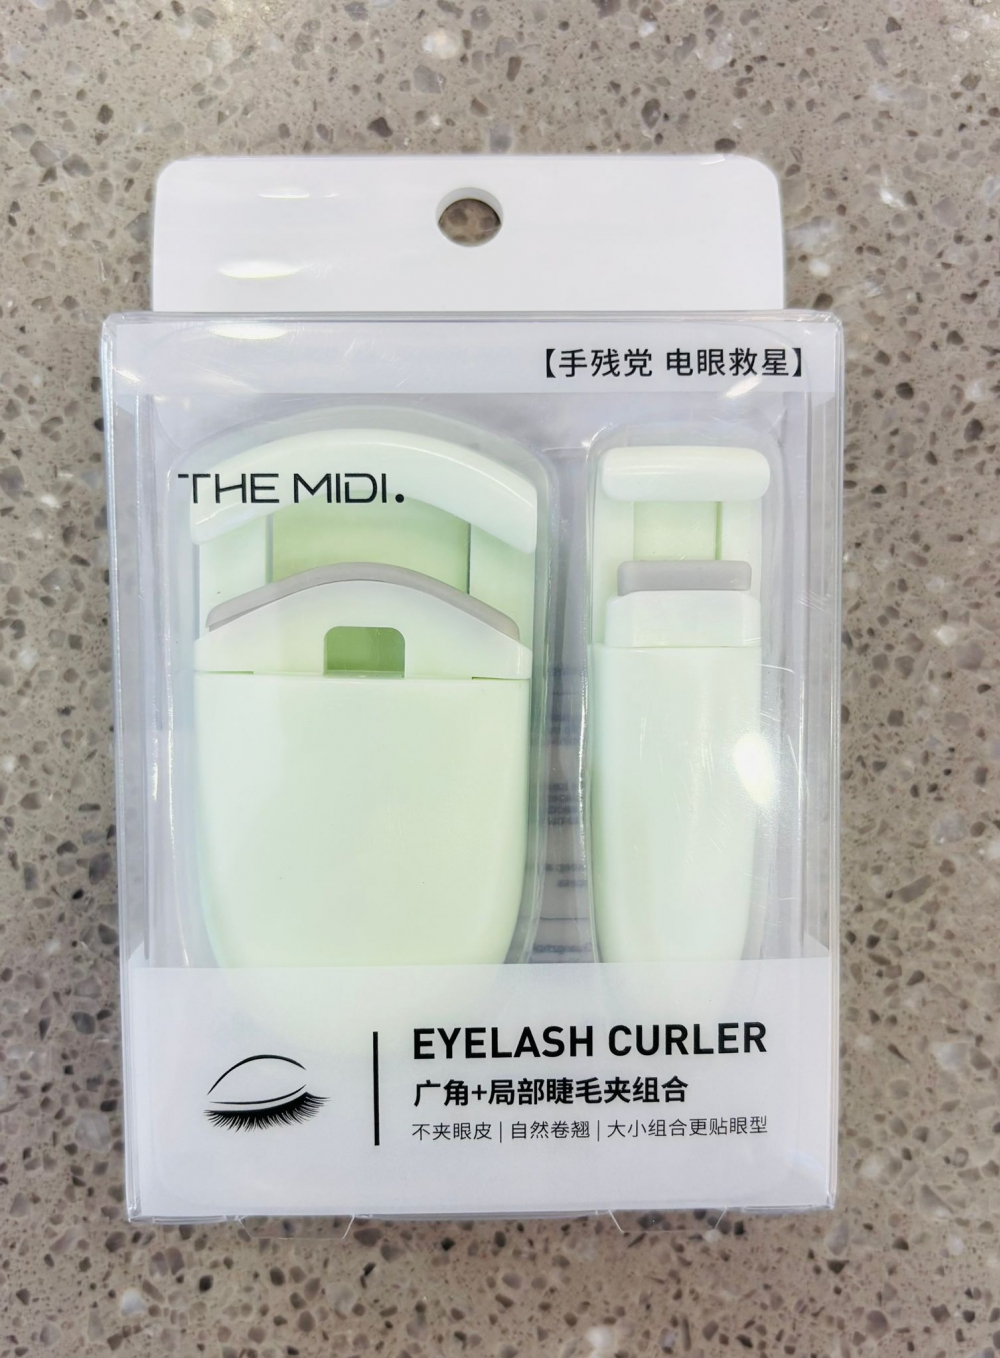 【手残党 电眼救星】
THE MIDI.
EYELASH CURLER
广角+局部睫毛夹组合
不夹眼皮 | 自然卷翘 | 大小组合更贴眼型